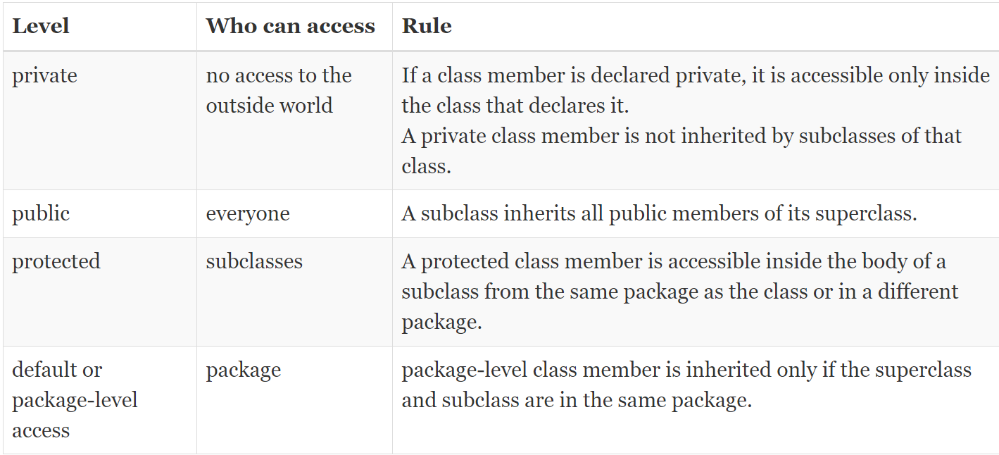 Level Who can access Rule
private no access to the If a class member is declared private, it is accessible only inside
outside world the class that declares it.
A private class member is not inherited by subclasses of that
class.
public everyone A subclass inherits all public members of its superclass.
protected subclasses A protected class member is accessible inside the body of a
subclass from the same package as the class or in a different
package.
default or package package-level class member is inherited only if the superclass
package-level and subclass are in the same package.
access